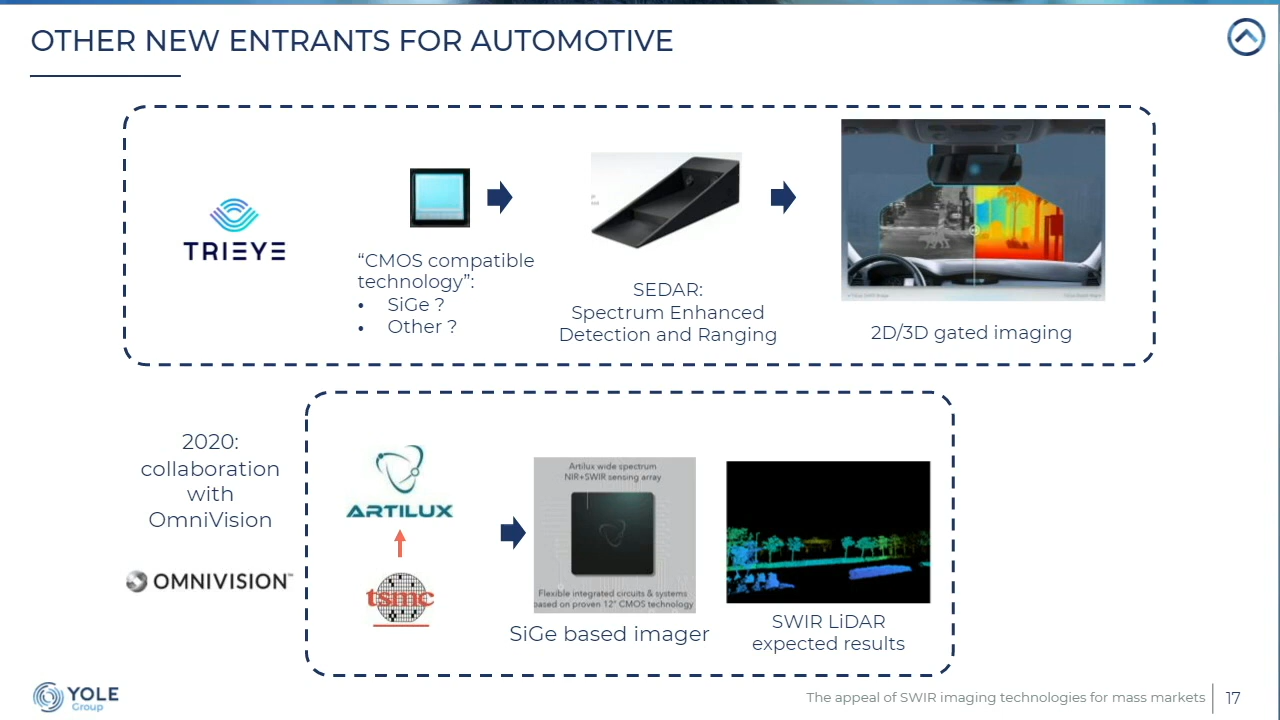 OTHER NEW ENTRANTS FOR AUTOMOTIVE
TRIEYE
“CMOS compatible
technology”:
• SiGe ?
• Other ?
SEDAR:
Spectrum Enhanced
Detection and Ranging
2D/3D gated imaging
2020:
collaboration
with
OmniVision
OMNIVISION™
ARTILUX
tsmc
Artilux wide spectrum
NIR+SWIR sensing array
Flexible integrated circuits & systems
based on proven 12" CMOS technology
SiGe based imager
SWIR LiDAR
expected results
YOLE
Group
The appeal of SWIR imaging technologies for mass markets
17